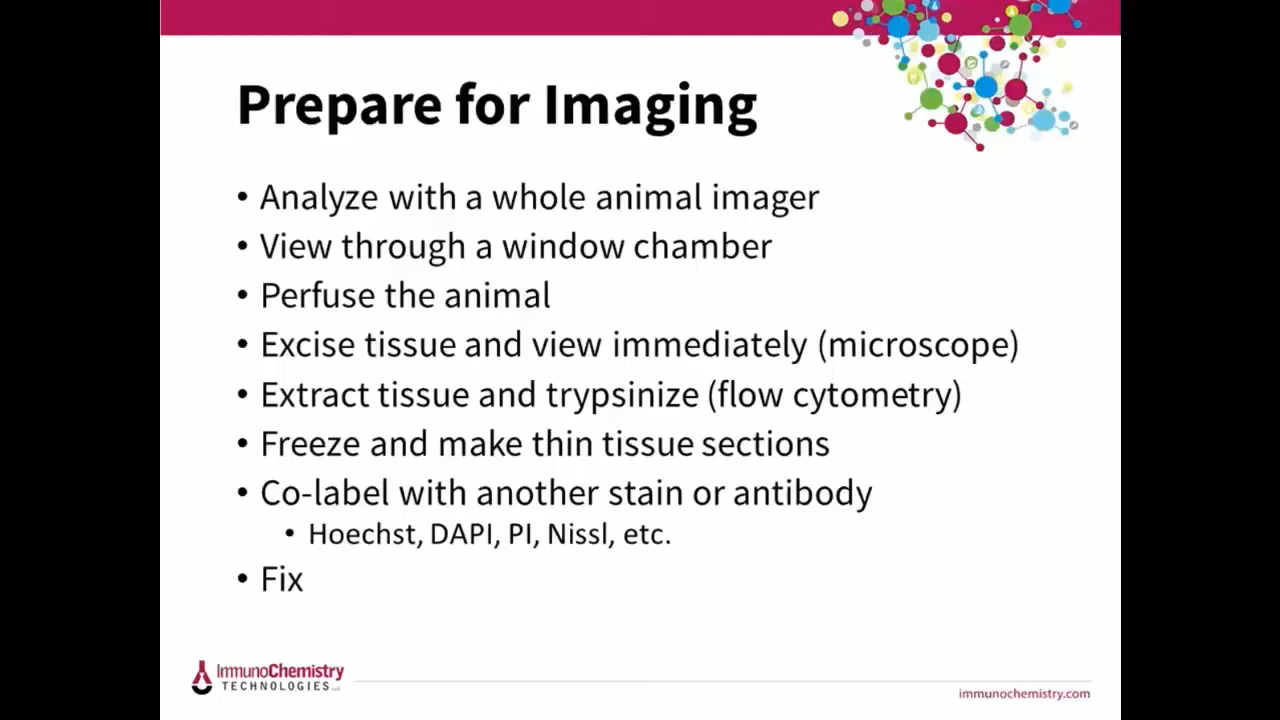 Prepare for Imaging
• Analyze with a whole animal imager
• View through a window chamber
• Perfuse the animal
• Excise tissue and view immediately (microscope)
• Extract tissue and trypsinize (flow cytometry)
• Freeze and make thin tissue sections
• Co-label with another stain or antibody
• Hoechst, DAPI, PI, Nissl, etc.
• Fix
ImmunoChemistry
TECHNOLOGIES LLC
immunochemistry.com